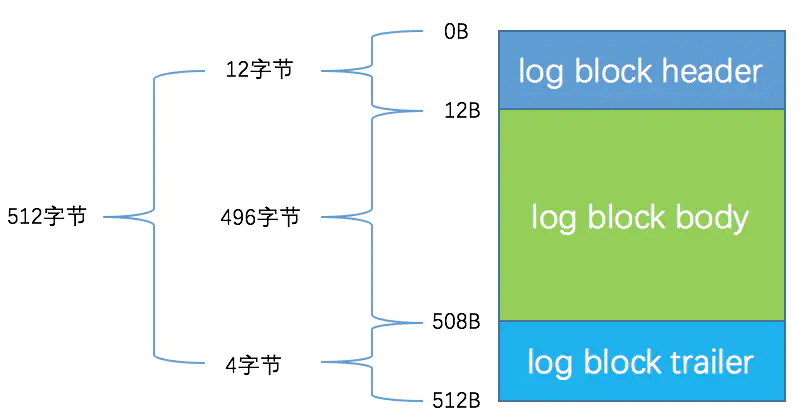 512字节
12字节
496字节
4字节
0B
12B
508B
512B
log block header
log block body
log block trailer